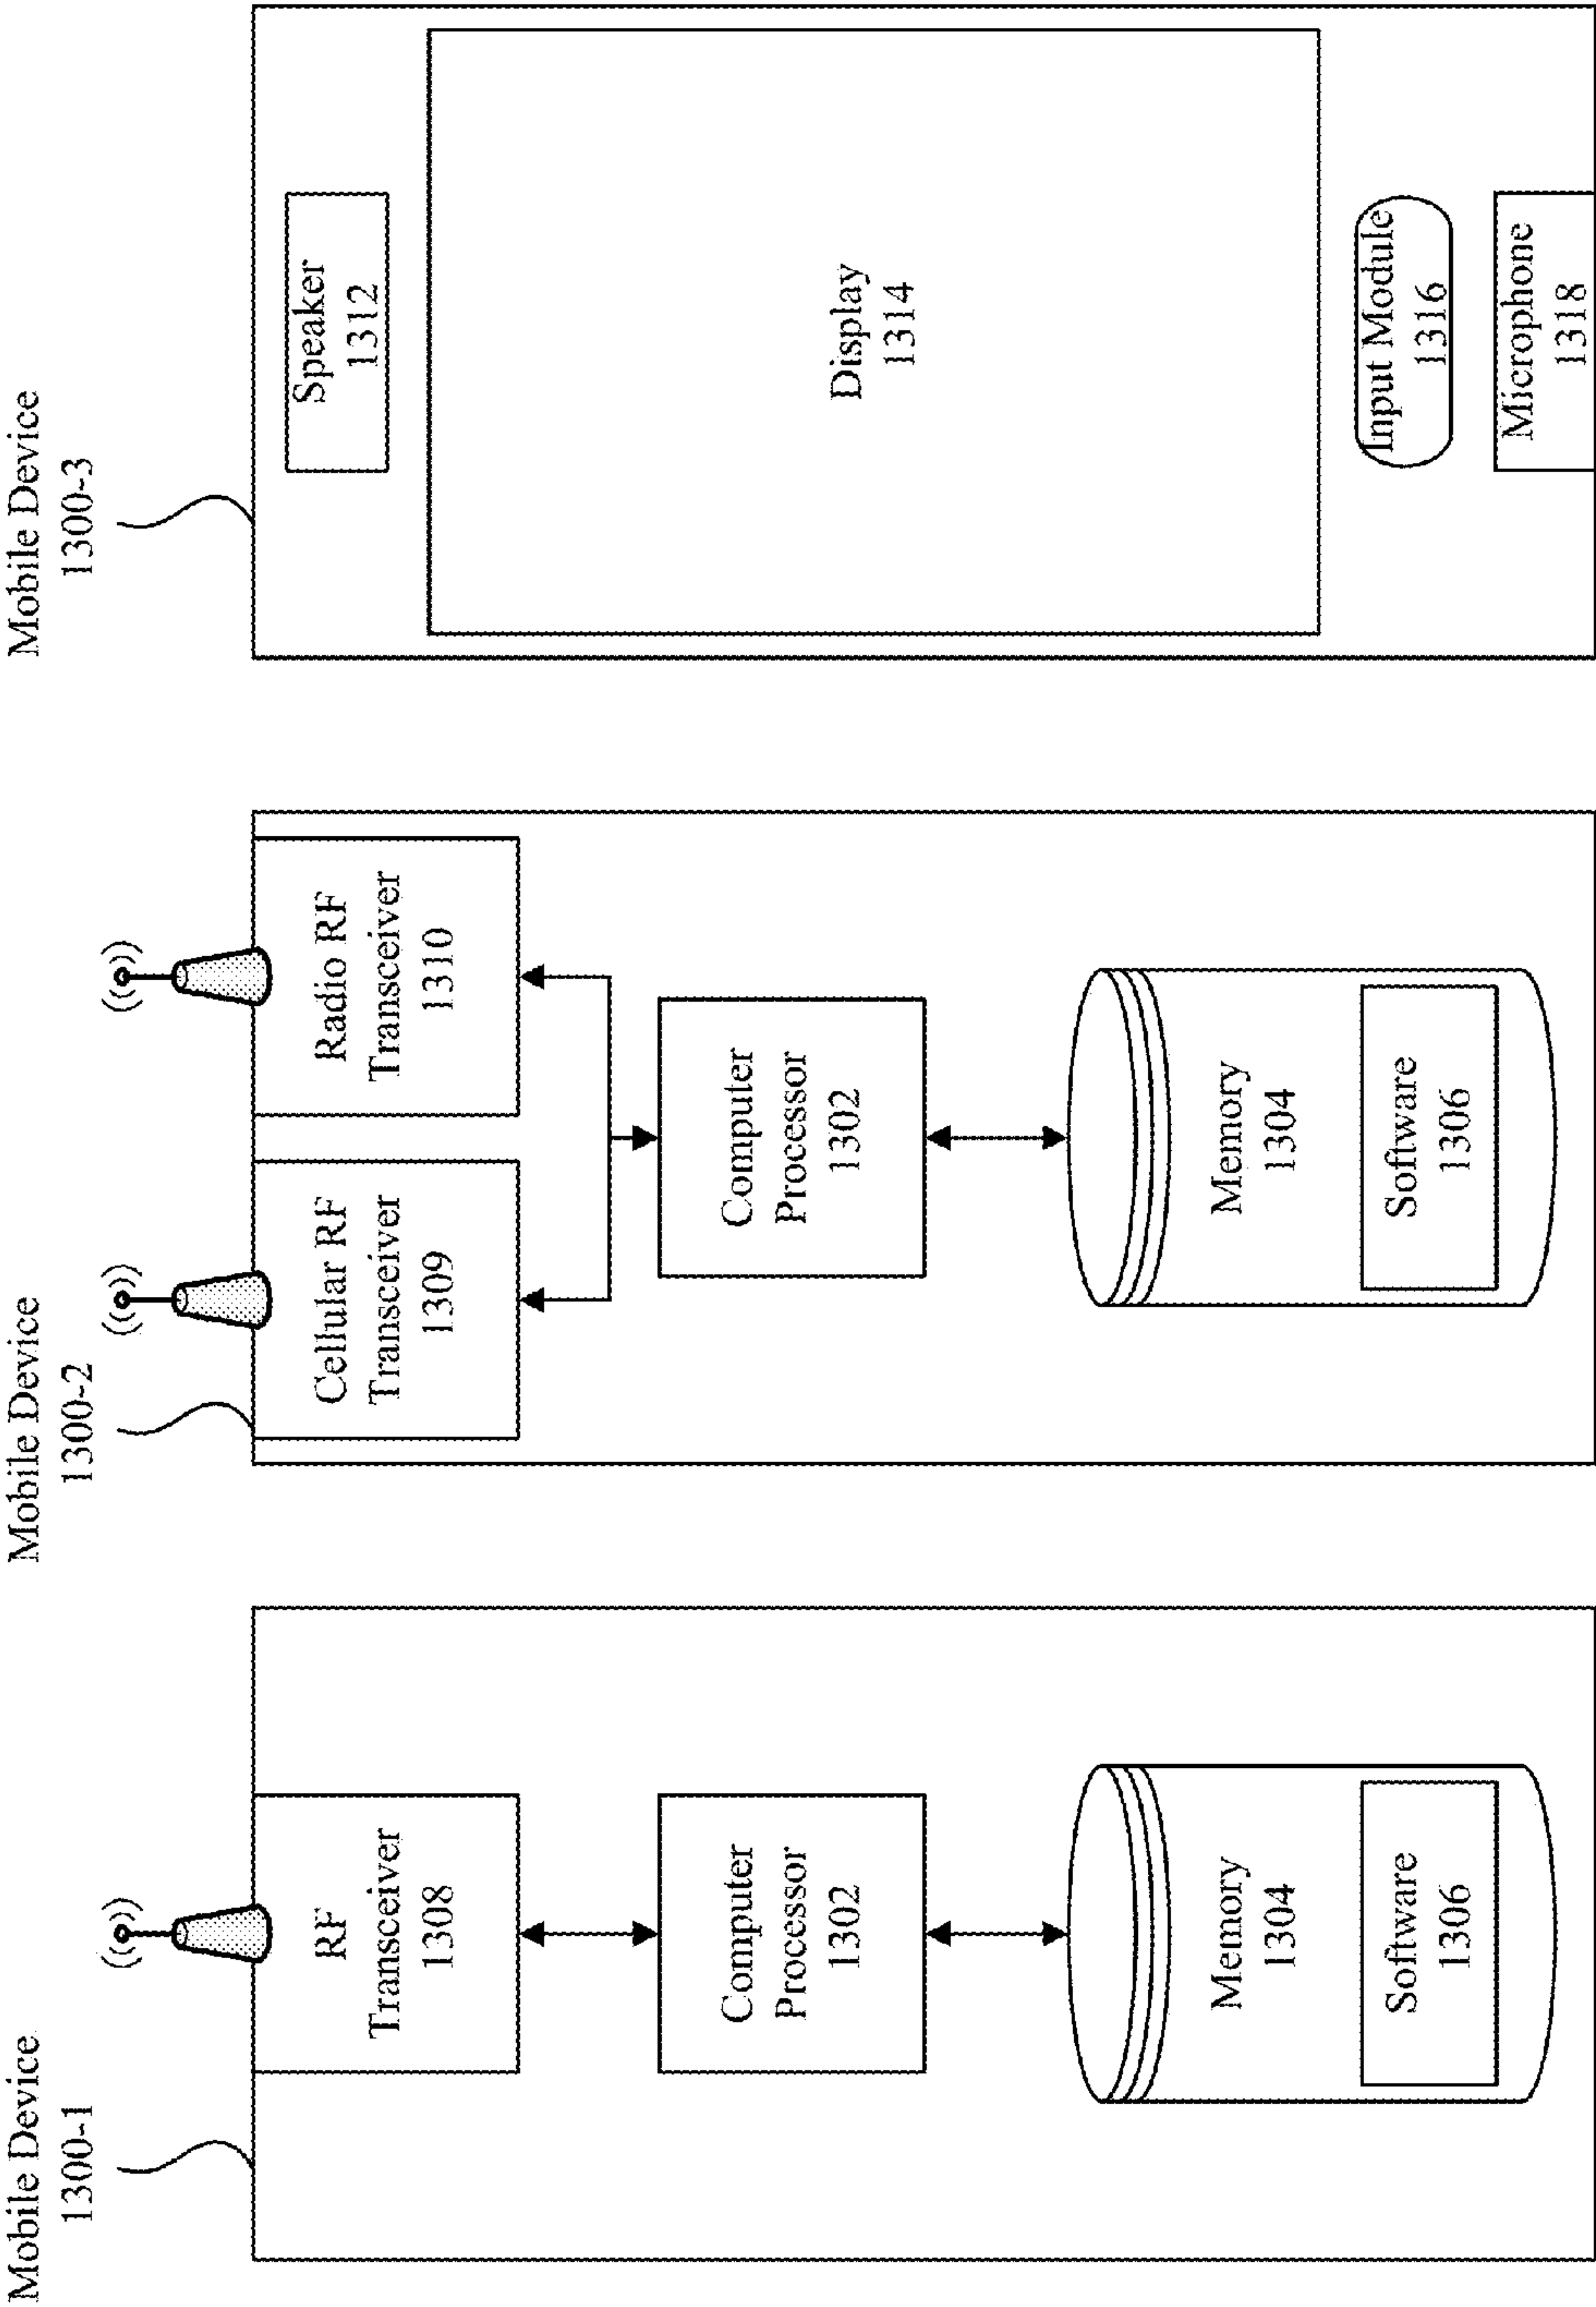 Mobile Device
1300-1
RF
Transceiver
1308
Computer
Processor
1302
Memory
1304
Software
1306
Mobile Device
1300-2
Cellular RF
Transceiver
1309
Radio RF
Transceiver
1310
Computer
Processor
1302
Memory
1304
Software
1306
Mobile Device
1300-3
Speaker
1312
Display
1314
Input Module
1316
Microphone
1318